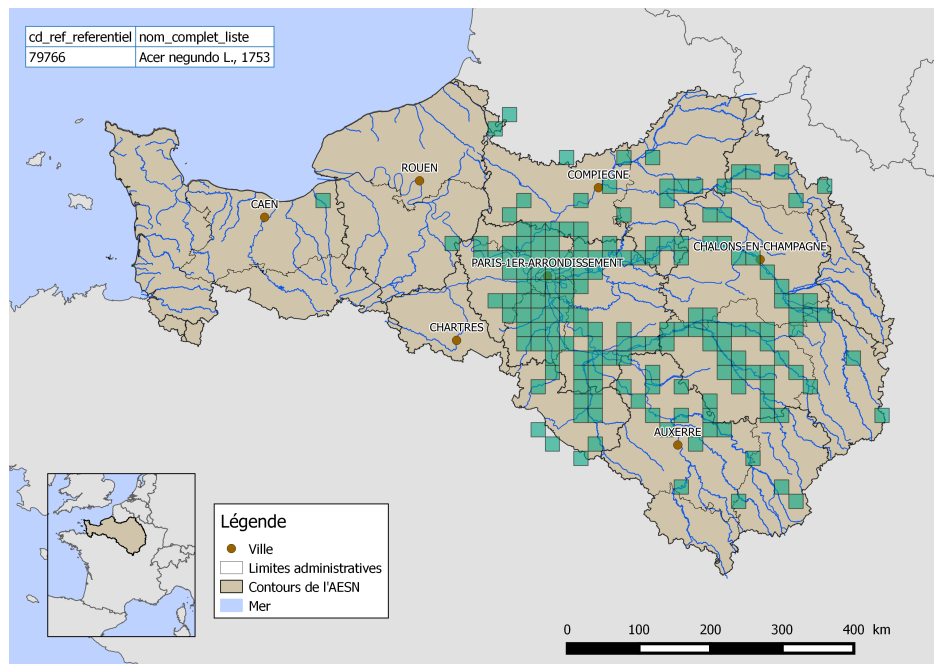 cd_ref_referentiel nom_complet_liste
79766 Acer negundo L., 1753
ROUEN
COMPIEGNE
CAEN
CHALONS-EN-CHAMPAGNE
PARIS-1ER-ARRONDISSEMENT
CHARTRES
AUXERRE
Légende
Ville
Limites administratives
Contours de l'AESN
Mer
0 100 200 300 400 km